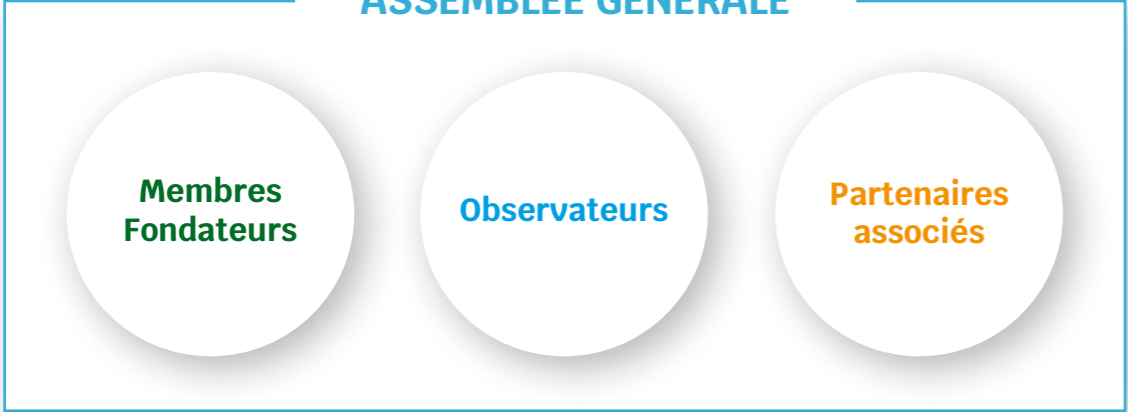 ASSEMBLÉE GÉNÉRALE
Membres
Fondateurs
Observateurs
Partenaires
associés